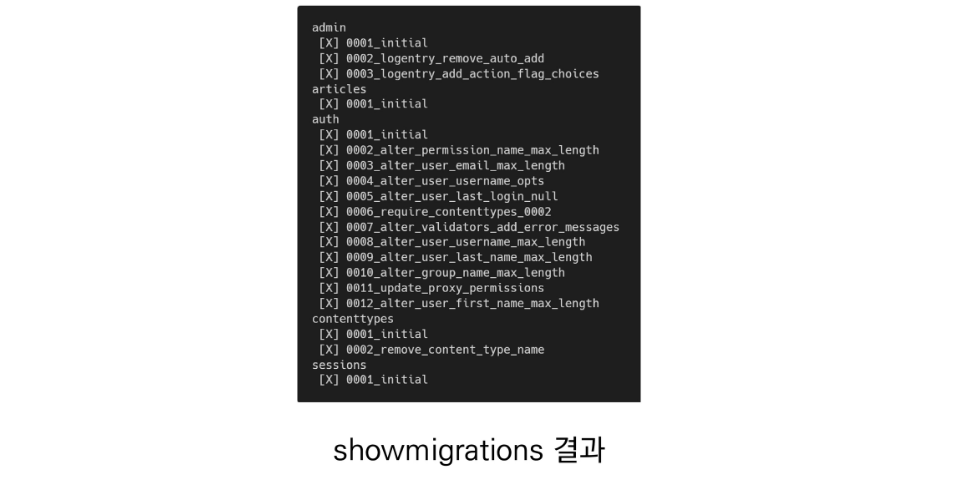 admin
[X] 0001_initial
[X] 0002_logentry_remove_auto_add
[X] 0003_logentry_add_action_flag_choices
articles
[X] 0001_initial
auth
[X] 0001_initial
[X] 0002_alter_permission_name_max_length
[X] 0003_alter_user_email_max_length
[X] 0004_alter_user_username_opts
[X] 0005_alter_user_last_login_null
[X] 0006_require_contenttypes_0002
[X] 0007_alter_validators_add_error_messages
[X] 0008_alter_user_username_max_length
[X] 0009_alter_user_last_name_max_length
[X] 0010_alter_group_name_max_length
[X] 0011_update_proxy_permissions
[X] 0012_alter_user_first_name_max_length
contenttypes
[X] 0001_initial
[X] 0002_remove_content_type_name
sessions
[X] 0001_initial
showmigrations 결과